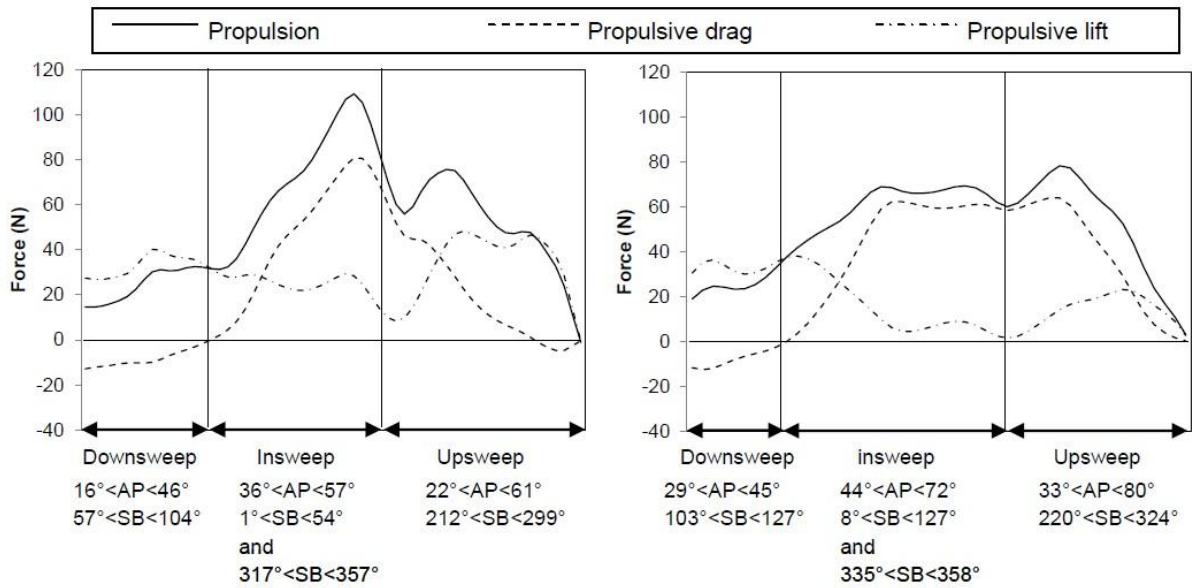 Propulsion Propulsive drag Propulsive lift
120
100
80
60
40
20
0
-20
-40
Force (N)
Downsweep Insweep Upsweep
16°<AP<46° 36°<AP<57° 22°<AP<61°
57°<SB<104° 1°<SB<54° 212°<SB<299°
and
317°<SB<357°
120
100
80
60
40
20
0
-20
-40
Force (N)
Downsweep insweep Upsweep
29°<AP<45° 44°<AP<72° 33°<AP<80°
103°<SB<127° 8°<SB<127° 220°<SB<324°
and
335°<SB<358°